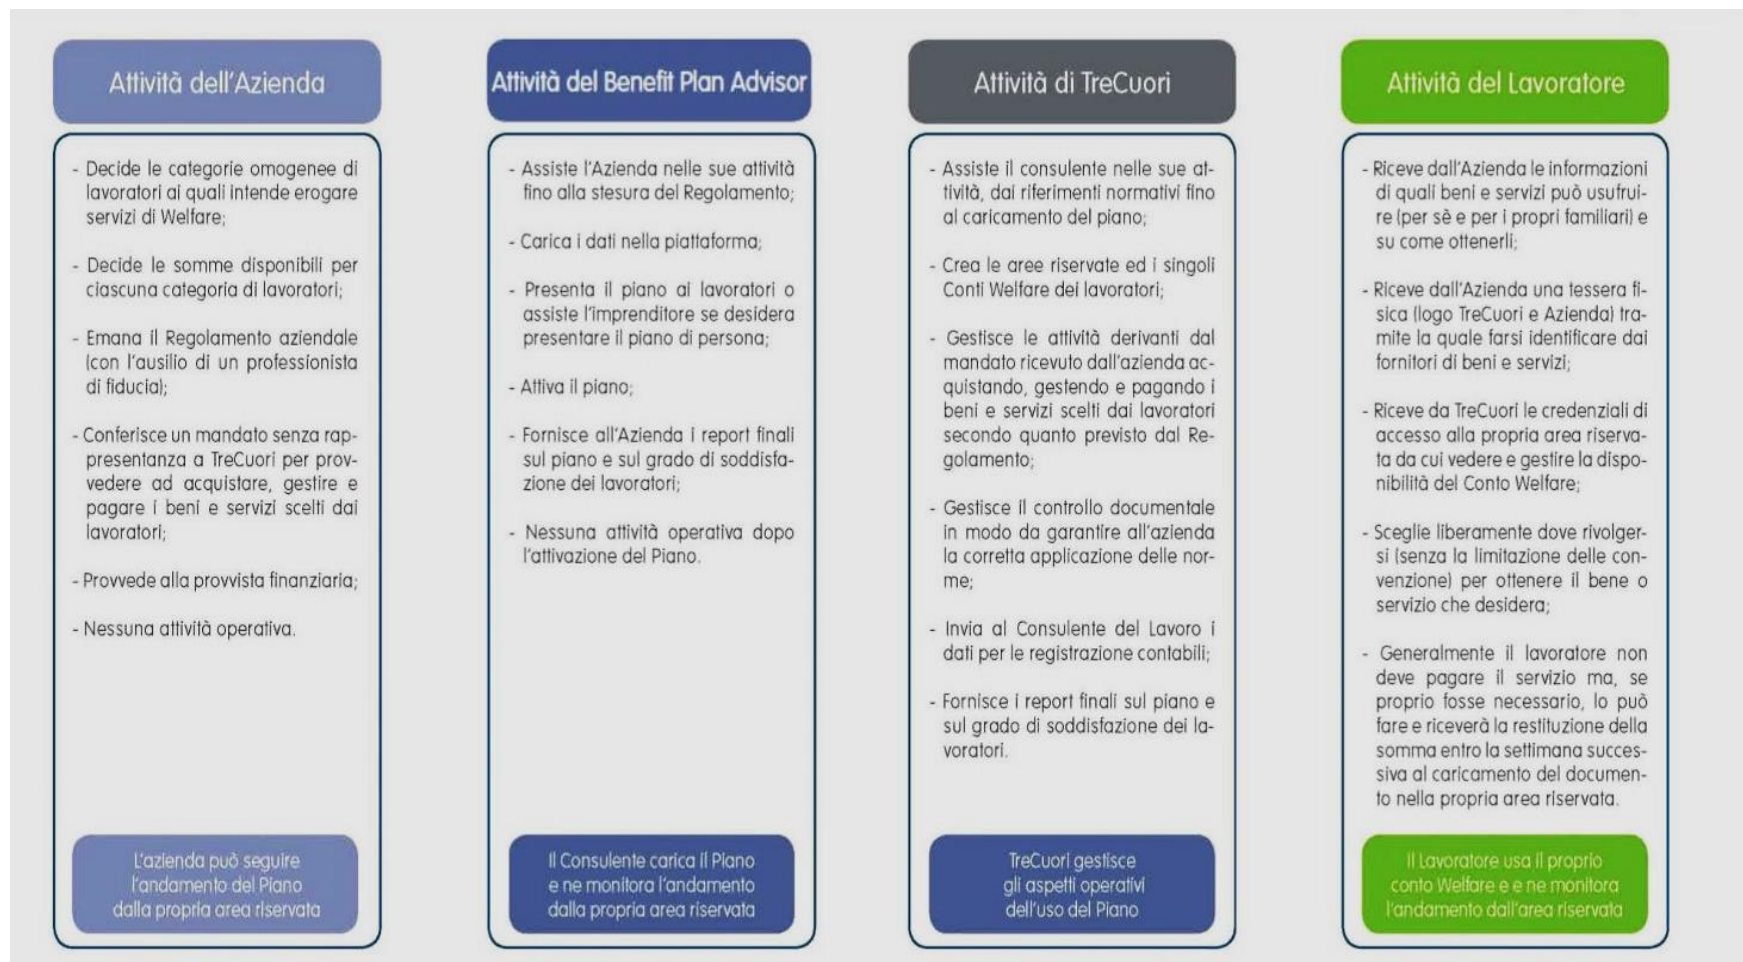 Attività dell'Azienda
- Decide le categorie omogenee di
lavoratori ai quali intende erogare
servizi di Welfare;
- Decide le somme disponibili per
ciascuna categoria di lavoratori;
- Emana il Regolamento aziendale
(con l'ausilio di un professionista
di fiducia);
- Conferisce un mandato senza rap-
presentanza a TreCuori per prov-
vedere ad acquistare, gestire e
pagare i beni e servizi scelti dai
lavoratori;
- Provvede alla provvista finanziaria;
- Nessuna attività operativa.
L'azienda può seguire
l'andamento del Piano
dalla propria area riservata
Attività del Benefit Plan Advisor
- Assiste l'Azienda nelle sue attività
fino alla stesura del Regolamento;
- Carica i dati nella piattaforma;
- Presenta il piano ai lavoratori o
assiste l'imprenditore se desidera
presentare il piano di persona;
- Attiva il piano;
- Fornisce all'Azienda i report finali
sul piano e sul grado di soddisfa-
zione dei lavoratori;
- Nessuna attività operativa dopo
l'attivazione del Piano.
Il Consulente carica il Piano
e ne monitora l'andamento
dalla propria area riservata
Attività di TreCuori
- Assiste il consulente nelle sue at-
tività, dai riferimenti normativi fino
al caricamento del piano;
- Crea le aree riservate ed i singoli
Conti Welfare dei lavoratori;
- Gestisce le attività derivanti dal
mandato ricevuto dall'azienda ac-
quistando, gestendo e pagando i
beni e servizi scelti dai lavoratori
secondo quanto previsto dal Re-
golamento;
- Gestisce il controllo documentale
in modo da garantire all'azienda
la corretta applicazione delle nor-
me;
- Invia al Consulente del Lavoro i
dati per le registrazione contabili;
- Fornisce i report finali sul piano e
sul grado di soddisfazione dei la-
voratori.
TreCuori gestisce
gli aspetti operativi
dell'uso del Piano
Attività del Lavoratore
- Riceve dall'Azienda le informazioni
di quali beni e servizi può usufrui-
re (per sè e per i propri familiari) e
su come ottenerli;
- Riceve dall'Azienda una tessera fi-
sica (logo TreCuori e Azienda) tra-
mite la quale farsi identificare dai
fornitori di beni e servizi;
- Riceve da TreCuori le credenziali di
accesso alla propria area riserva-
ta da cui vedere e gestire la dispo-
nibilità del Conto Welfare;
- Sceglie liberamente dove rivolger-
si (senza la limitazione delle con-
venzione) per ottenere il bene o
servizio che desidera;
- Generalmente il lavoratore non
deve pagare il servizio ma, se
proprio fosse necessario, lo può
fare e riceverà la restituzione della
somma entro la settimana succes-
siva al caricamento del documen-
to nella propria area riservata.
Il Lavoratore usa il proprio
conto Welfare e e ne monitora
l'andamento dall'area riservata